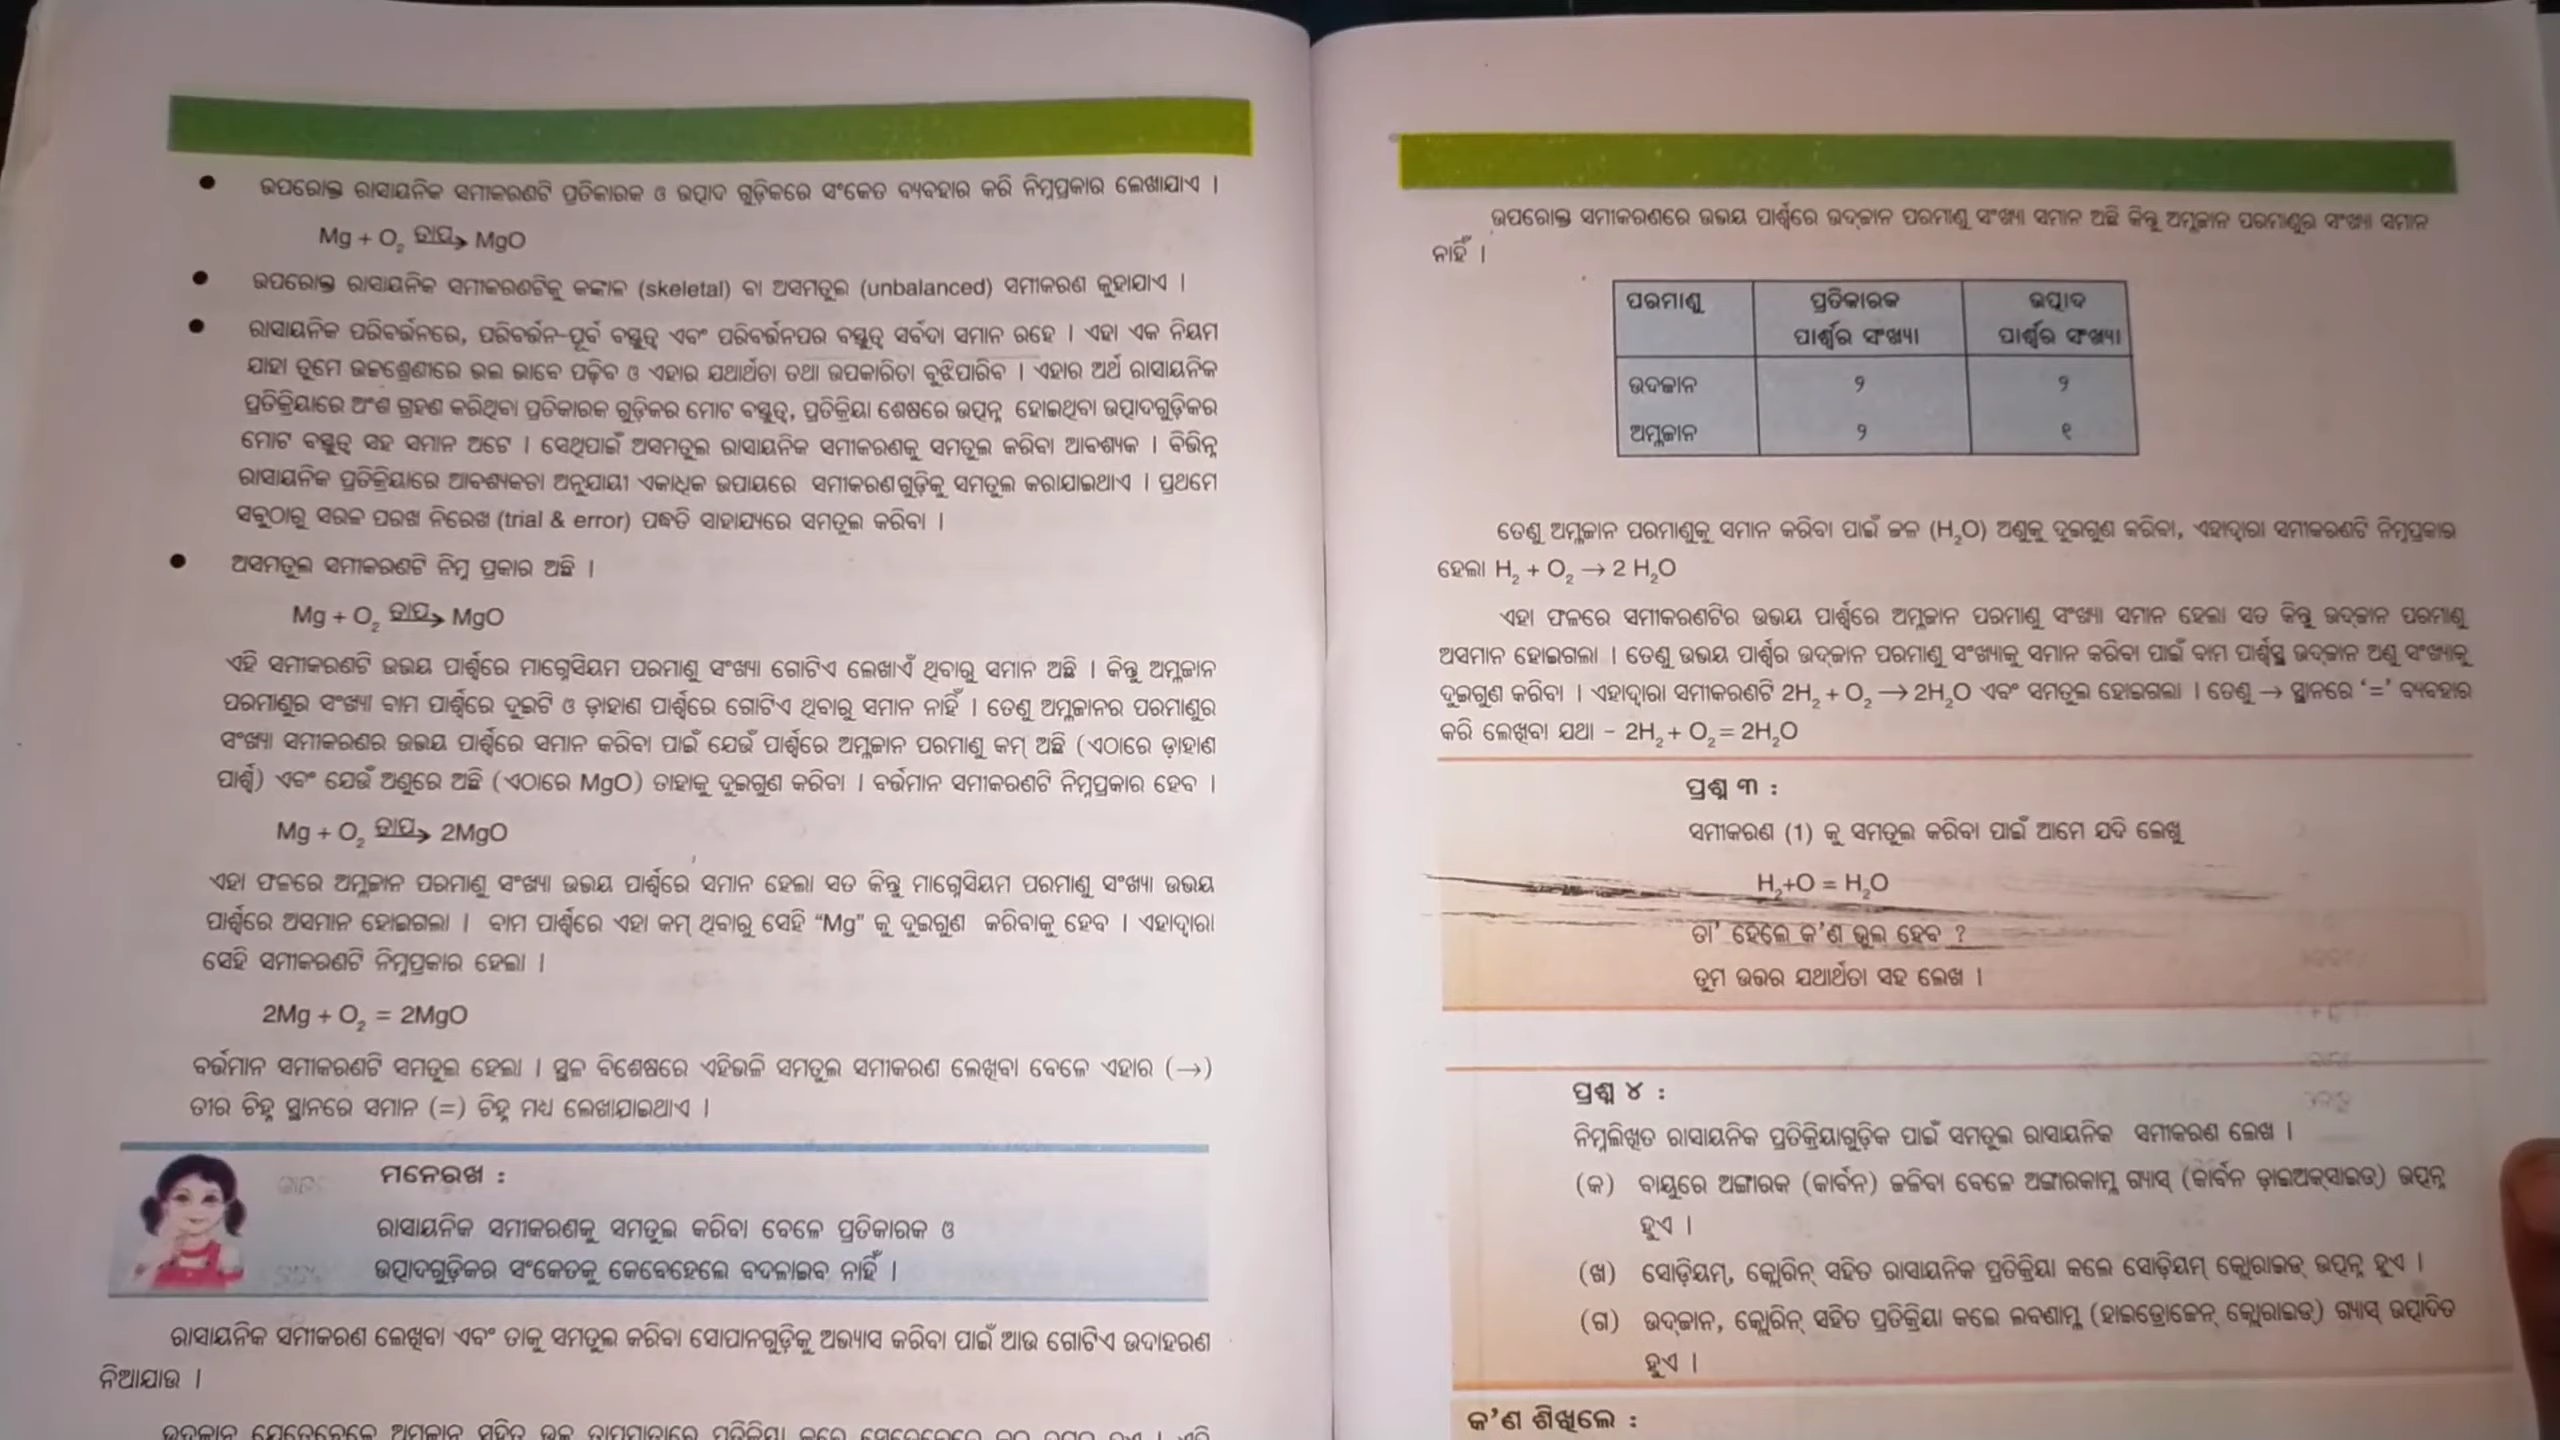 ଉପରୋକ୍ତ ରାସାୟନିକ ସମୀକରଣଟି ପ୍ରତିକାରକ ଓ ଉତ୍ପାଦ ଗୁଡ଼ିକରେ ସଂକେତ ବ୍ୟବହାର କରି ନିମ୍ନପ୍ରକାର ଲେଖାଯାଏ ।
Mg + O₂ ତାପ→ MgO
ଉପରୋକ୍ତ ରାସାୟନିକ ସମୀକରଣଟିକୁ କଙ୍କାଳ (skeletal) ବା ଅସମତୁଲ (unbalanced) ସମୀକରଣ କୁହାଯାଏ ।
ରାସାୟନିକ ପରିବର୍ତ୍ତନରେ, ପରିବର୍ତ୍ତନ-ପୂର୍ବ ବସ୍ତୁତ୍ୱ ଏବଂ ପରିବର୍ତ୍ତନପର ବସ୍ତୁତ୍ୱ ସର୍ବଦା ସମାନ ରହେ । ଏହା ଏକ ନିୟମ
ଯାହା ତୁମେ ଉଚ୍ଚଶ୍ରେଣୀରେ ଭଲ ଭାବେ ପଢ଼ିବ ଓ ଏହାର ଯଥାର୍ଥତା ତଥା ଉପକାରିତା ବୁଝିପାରିବ । ଏହାର ଅର୍ଥ ରାସାୟନିକ
ପ୍ରତିକ୍ରିୟାରେ ଅଂଶ ଗ୍ରହଣ କରିଥିବା ପ୍ରତିକାରକ ଗୁଡ଼ିକର ମୋଟ ବସ୍ତୁତ୍ୱ, ପ୍ରତିକ୍ରିୟା ଶେଷରେ ଉତ୍ପନ୍ନ ହୋଇଥିବା ଉତ୍ପାଦଗୁଡ଼ିକର
ମୋଟ ବସ୍ତୁତ୍ୱ ସହ ସମାନ ଅଟେ । ସେଥିପାଇଁ ଅସମତୁଲ ରାସାୟନିକ ସମୀକରଣକୁ ସମତୁଲ କରିବା ଆବଶ୍ୟକ । ବିଭିନ୍ନ
ରାସାୟନିକ ପ୍ରତିକ୍ରିୟାରେ ଆବଶ୍ୟକତା ଅନୁଯାୟୀ ଏକାଧିକ ଉପାୟରେ ସମୀକରଣଗୁଡ଼ିକୁ ସମତୁଲ କରାଯାଇଥାଏ । ପ୍ରଥମେ
ସବୁଠାରୁ ସରଳ ପରଖ ନିରେଖ (trial & error) ପଦ୍ଧତି ସାହାଯ୍ୟରେ ସମତୁଲ କରିବା ।
ଅସମତୁଲ ସମୀକରଣଟି ନିମ୍ନ ପ୍ରକାର ଅଛି ।
Mg + O₂ ତାପ→ MgO
ଏହି ସମୀକରଣଟି ଉଭୟ ପାର୍ଶ୍ୱରେ ମାଗ୍ନେସିୟମ ପରମାଣୁ ସଂଖ୍ୟା ଗୋଟିଏ ଲେଖାଏଁ ଥିବାରୁ ସମାନ ଅଛି । କିନ୍ତୁ ଅମ୍ଳଜାନ
ପରମାଣୁର ସଂଖ୍ୟା ବାମ ପାର୍ଶ୍ୱରେ ଦୁଇଟି ଓ ଡ଼ାହାଣ ପାର୍ଶ୍ୱରେ ଗୋଟିଏ ଥିବାରୁ ସମାନ ନାହିଁ । ତେଣୁ ଅମ୍ଳଜାନର ପରମାଣୁର
ସଂଖ୍ୟା ସମୀକରଣର ଉଭୟ ପାର୍ଶ୍ୱରେ ସମାନ କରିବା ପାଇଁ ଯେଉଁ ପାର୍ଶ୍ୱରେ ଅମ୍ଳଜାନ ପରମାଣୁ କମ୍ ଅଛି (ଏଠାରେ ଡ଼ାହାଣ
ପାର୍ଶ୍ୱ) ଏବଂ ଯେଉଁ ଅଣୁରେ ଅଛି (ଏଠାରେ MgO) ତାହାକୁ ଦୁଇଗୁଣ କରିବା । ବର୍ତ୍ତମାନ ସମୀକରଣଟି ନିମ୍ନପ୍ରକାର ହେବ ।
Mg + O₂ ତାପ→ 2MgO
ଏହା ଫଳରେ ଅମ୍ଳଜାନ ପରମାଣୁ ସଂଖ୍ୟା ଉଭୟ ପାର୍ଶ୍ୱରେ ସମାନ ହେଲା ସତ କିନ୍ତୁ ମାଗ୍ନେସିୟମ ପରମାଣୁ ସଂଖ୍ୟା ଉଭୟ
ପାର୍ଶ୍ୱରେ ଅସମାନ ହୋଇଗଲା । ବାମ ପାର୍ଶ୍ୱରେ ଏହା କମ୍ ଥିବାରୁ ସେହି “Mg” କୁ ଦୁଇଗୁଣ କରିବାକୁ ହେବ । ଏହାଦ୍ୱାରା
ସେହି ସମୀକରଣଟି ନିମ୍ନପ୍ରକାର ହେଲା ।
2Mg + O₂ = 2MgO
ବର୍ତ୍ତମାନ ସମୀକରଣଟି ସମତୁଲ ହେଲା । ସ୍ଥଳ ବିଶେଷରେ ଏହିଭଳି ସମତୁଲ ସମୀକରଣ ଲେଖିବା ବେଳେ ଏହାର (→)
ତୀର ଚିହ୍ନ ସ୍ଥାନରେ ସମାନ (=) ଚିହ୍ନ ମଧ୍ୟ ଲେଖାଯାଇଥାଏ ।
ମନେରଖ :
ରାସାୟନିକ ସମୀକରଣକୁ ସମତୁଲ କରିବା ବେଳେ ପ୍ରତିକାରକ ଓ
ଉତ୍ପାଦଗୁଡ଼ିକର ସଂକେତକୁ କେବେହେଲେ ବଦଳାଇବ ନାହିଁ ।
ରାସାୟନିକ ସମୀକରଣ ଲେଖିବା ଏବଂ ତାକୁ ସମତୁଲ କରିବା ସୋପାନଗୁଡ଼ିକୁ ଅଭ୍ୟାସ କରିବା ପାଇଁ ଆଉ ଗୋଟିଏ ଉଦାହରଣ
ନିଆଯାଉ ।
ଉଦ୍‌ଜାନ ଯେତେବେଳେ ଅମ୍ଳଜାନ ସହିତ
ଉପରୋକ୍ତ ସମୀକରଣରେ ଉଭୟ ପାର୍ଶ୍ୱରେ ଉଦ୍‌ଜାନ ପରମାଣୁ ସଂଖ୍ୟା ସମାନ ଅଛି କିନ୍ତୁ ଅମ୍ଳଜାନ ପରମାଣୁର ସଂଖ୍ୟା ସମାନ
ନାହିଁ ।
ପରମାଣୁ ପ୍ରତିକାରକ ଉତ୍ପାଦ
ପାର୍ଶ୍ୱର ସଂଖ୍ୟା ପାର୍ଶ୍ୱର ସଂଖ୍ୟା
ଉଦଜାନ ୨ ୨
ଅମ୍ଳଜାନ ୨ ୧
ତେଣୁ ଅମ୍ଳଜାନ ପରମାଣୁକୁ ସମାନ କରିବା ପାଇଁ ଜଳ (H₂O) ଅଣୁକୁ ଦୁଇଗୁଣ କରିବା, ଏହାଦ୍ୱାରା ସମୀକରଣଟି ନିମ୍ନପ୍ରକାର
ହେଲା H₂ + O₂ → 2 H₂O
ଏହା ଫଳରେ ସମୀକରଣଟିର ଉଭୟ ପାର୍ଶ୍ୱରେ ଅମ୍ଳଜାନ ପରମାଣୁ ସଂଖ୍ୟା ସମାନ ହେଲା ସତ କିନ୍ତୁ ଉଦ୍‌ଜାନ ପରମାଣୁ
ଅସମାନ ହୋଇଗଲା । ତେଣୁ ଉଭୟ ପାର୍ଶ୍ୱର ଉଦ୍‌ଜାନ ପରମାଣୁ ସଂଖ୍ୟାକୁ ସମାନ କରିବା ପାଇଁ ବାମ ପାର୍ଶ୍ୱସ୍ଥ ଉଦ୍‌ଜାନ ଅଣୁ ସଂଖ୍ୟାକୁ
ଦୁଇଗୁଣ କରିବା । ଏହାଦ୍ୱାରା ସମୀକରଣଟି 2H₂ + O₂ → 2H₂O ଏବଂ ସମତୁଲ ହୋଇଗଲା । ତେଣୁ → ସ୍ଥାନରେ ‘=’ ବ୍ୟବହାର
କରି ଲେଖିବା ଯଥା - 2H₂ + O₂ = 2H₂O
ପ୍ରଶ୍ନ ୩ :
ସମୀକରଣ (1) କୁ ସମତୁଲ କରିବା ପାଇଁ ଆମେ ଯଦି ଲେଖୁ
H₂+O = H₂O
ତା’ ହେଲେ କ’ଣ ଭୁଲ ହେବ ?
ତୁମ ଉତ୍ତର ଯଥାର୍ଥତା ସହ ଲେଖ ।
ପ୍ରଶ୍ନ ୪ :
ନିମ୍ନଲିଖିତ ରାସାୟନିକ ପ୍ରତିକ୍ରିୟାଗୁଡ଼ିକ ପାଇଁ ସମତୁଲ ରାସାୟନିକ ସମୀକରଣ ଲେଖ ।
(କ) ବାୟୁରେ ଅଙ୍ଗାରକ (କାର୍ବନ) ଜଳିବା ବେଳେ ଅଙ୍ଗାରକାମ୍ଳ ଗ୍ୟାସ୍ (କାର୍ବନ ଡ଼ାଇଅକ୍‌ସାଇଡ୍) ଉତ୍ପନ୍ନ
ହୁଏ ।
(ଖ) ସୋଡ଼ିୟମ୍, କ୍ଲୋରିନ୍ ସହିତ ରାସାୟନିକ ପ୍ରତିକ୍ରିୟା କଲେ ସୋଡ଼ିୟମ୍ କ୍ଲୋରାଇଡ୍ ଉତ୍ପନ୍ନ ହୁଏ ।
(ଗ) ଉଦ୍‌ଜାନ, କ୍ଲୋରିନ୍ ସହିତ ପ୍ରତିକ୍ରିୟା କଲେ ଲବଣାମ୍ଳ (ହାଇଡ୍ରୋଜେନ୍ କ୍ଲୋରାଇଡ୍) ଗ୍ୟାସ୍ ଉତ୍ପାଦିତ
ହୁଏ ।
କ’ଣ ଶିଖିଲେ :